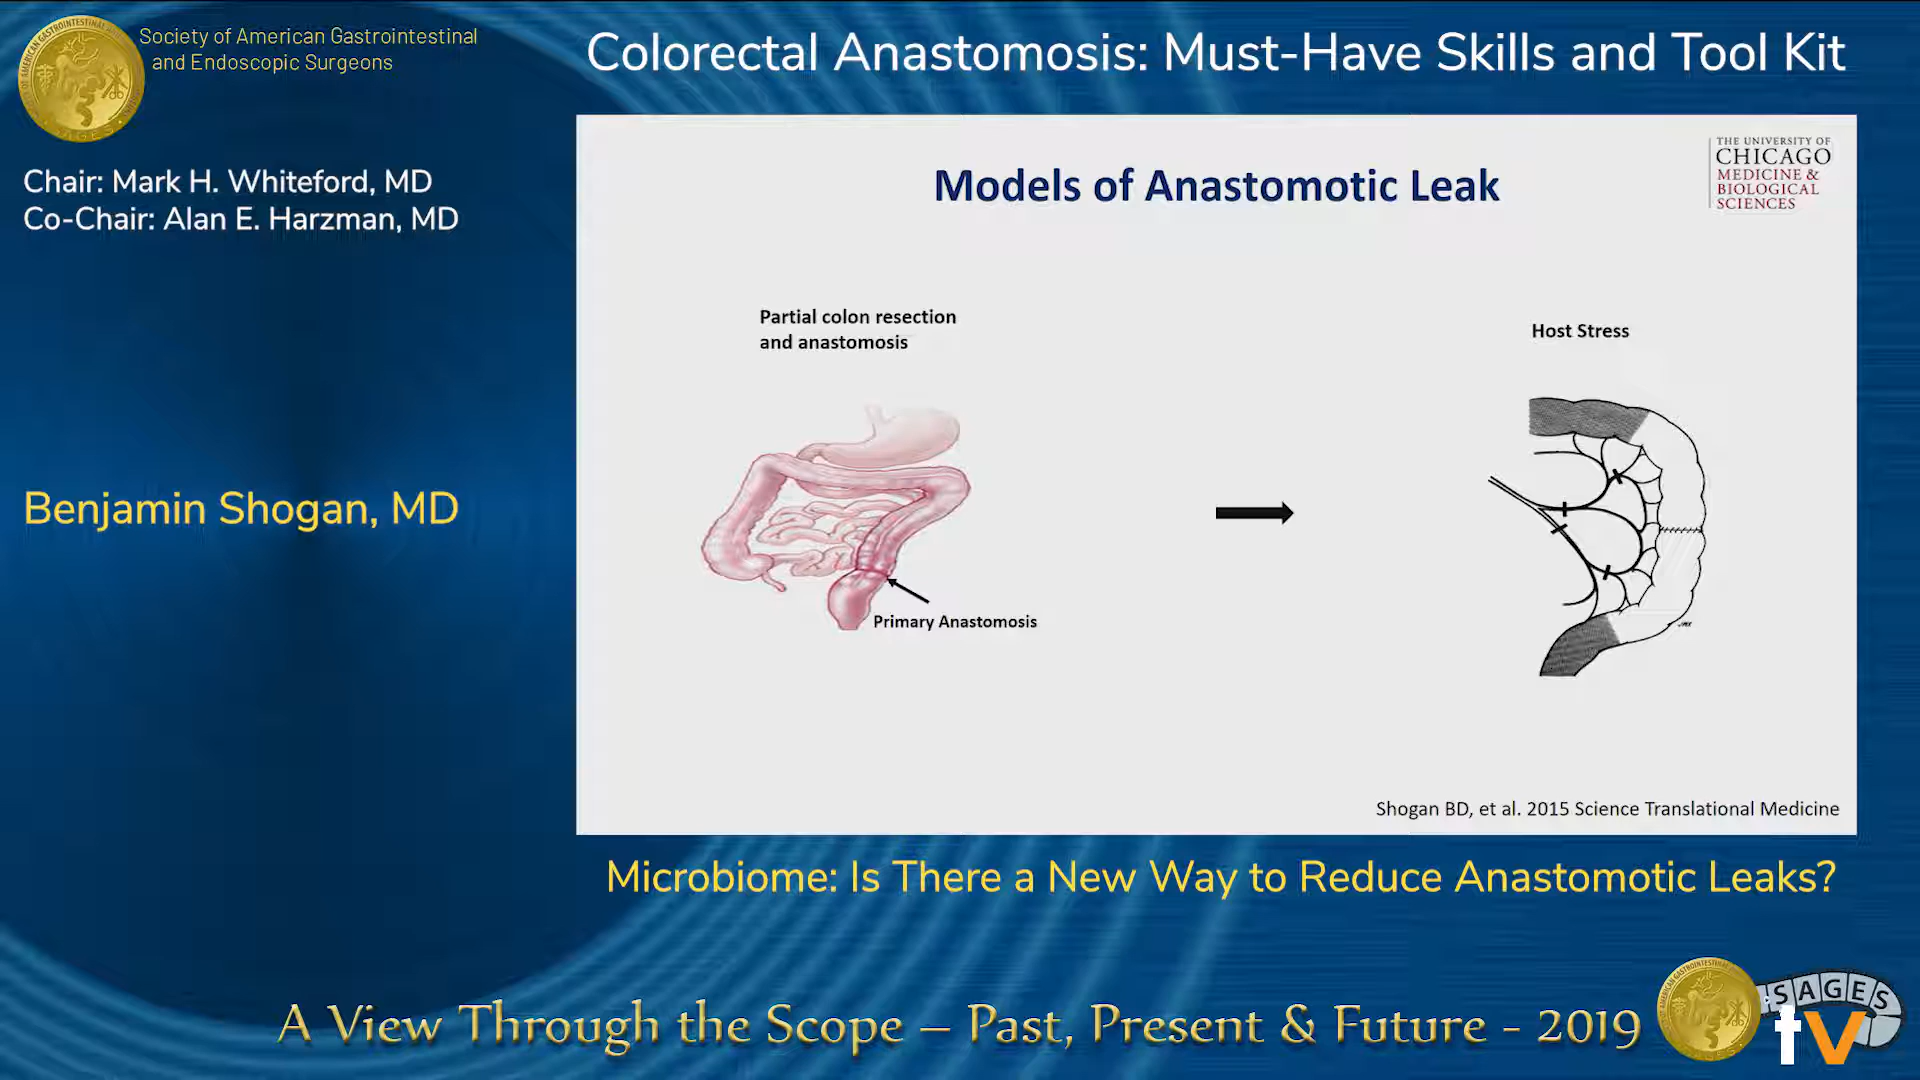 Society of American Gastrointestinal
and Endoscopic Surgeons
Colorectal Anastomosis: Must-Have Skills and Tool Kit
Chair: Mark H. Whiteford, MD
Co-Chair: Alan E. Harzman, MD
Benjamin Shogan, MD
Models of Anastomotic Leak
THE UNIVERSITY OF
CHICAGO
MEDICINE &
BIOLOGICAL
SCIENCES
Partial colon resection
and anastomosis
Host Stress
Primary Anastomosis
Shogan BD, et al. 2015 Science Translational Medicine
Microbiome: Is There a New Way to Reduce Anastomotic Leaks?
A View Through the Scope – Past, Present & Future - 2019
SAGES
tv